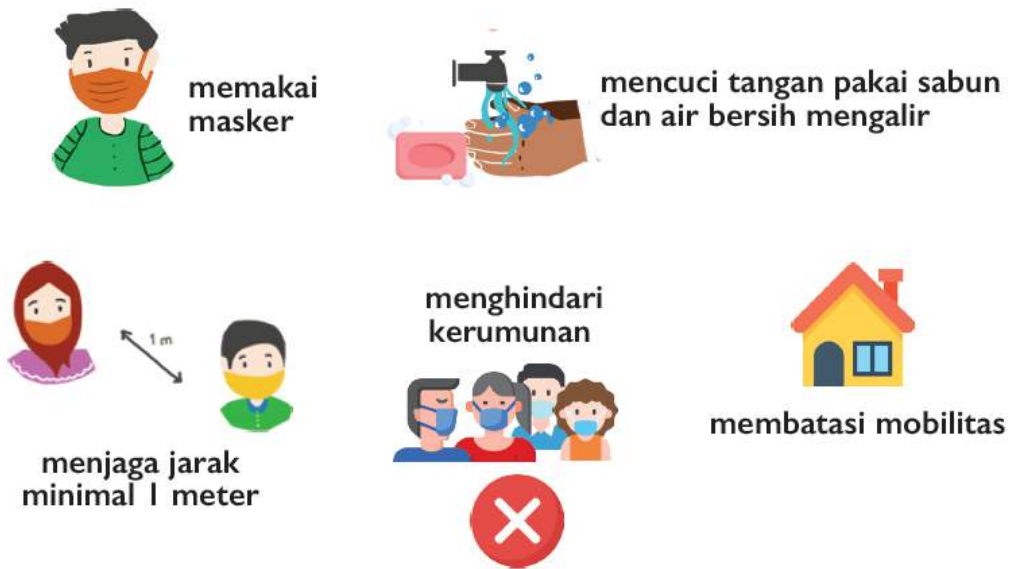 memakai
masker
mencuci tangan pakai sabun
dan air bersih mengalir
1 m
menjaga jarak
minimal 1 meter
menghindari
kerumunan
membatasi mobilitas